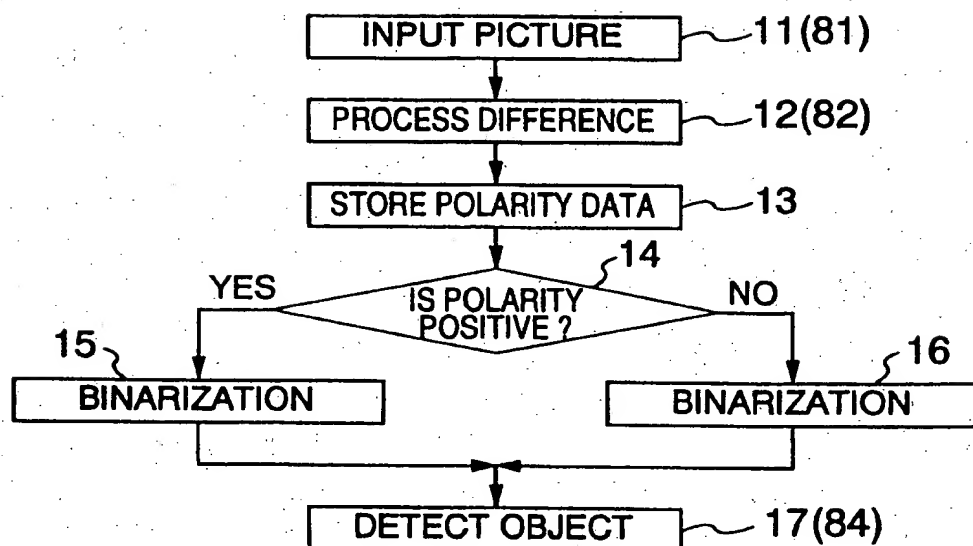 INPUT PICTURE 11(81)
PROCESS DIFFERENCE 12(82)
STORE POLARITY DATA 13
14
YES IS POLARITY NO
POSITIVE ?
15 16
BINARIZATION BINARIZATION
DETECT OBJECT 17(84)